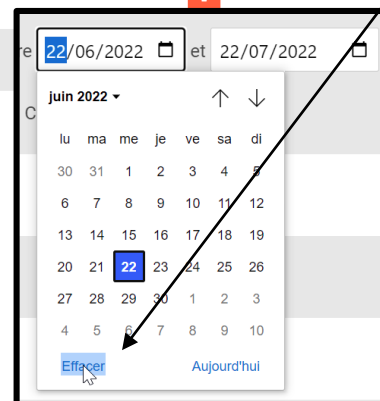 re 22/06/2022 et 22/07/2022
C
juin 2022
lu ma me je ve sa di
30 31 1 2 3 4 5
6 7 8 9 10 11 12
13 14 15 16 17 18 19
20 21 22 23 24 25 26
27 28 29 30 1 2 3
4 5 6 7 8 9 10
Effacer Aujourd'hui